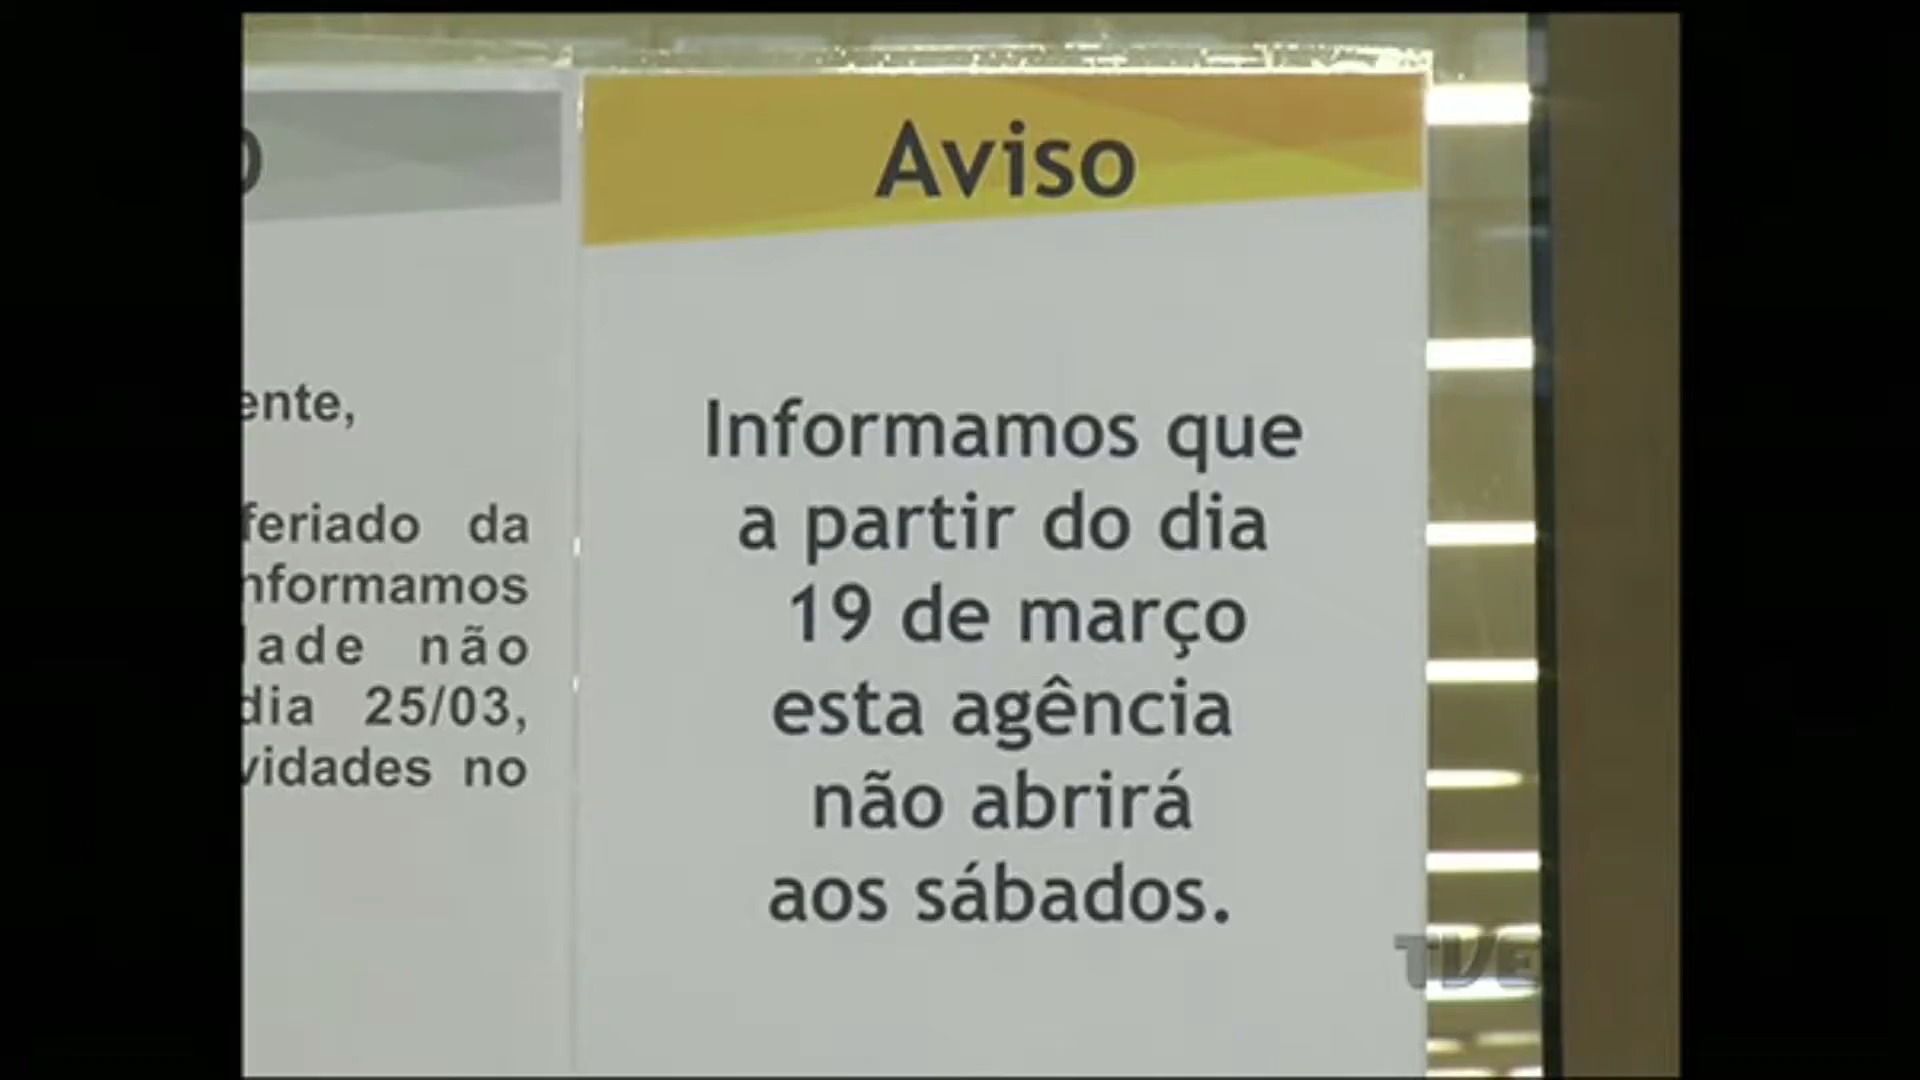 ente,
feriado da
nformamos
ade não
dia 25/03,
vidades no
Aviso
Informamos que
a partir do dia
19 de março
esta agência
não abrirá
aos sábados.
TVE